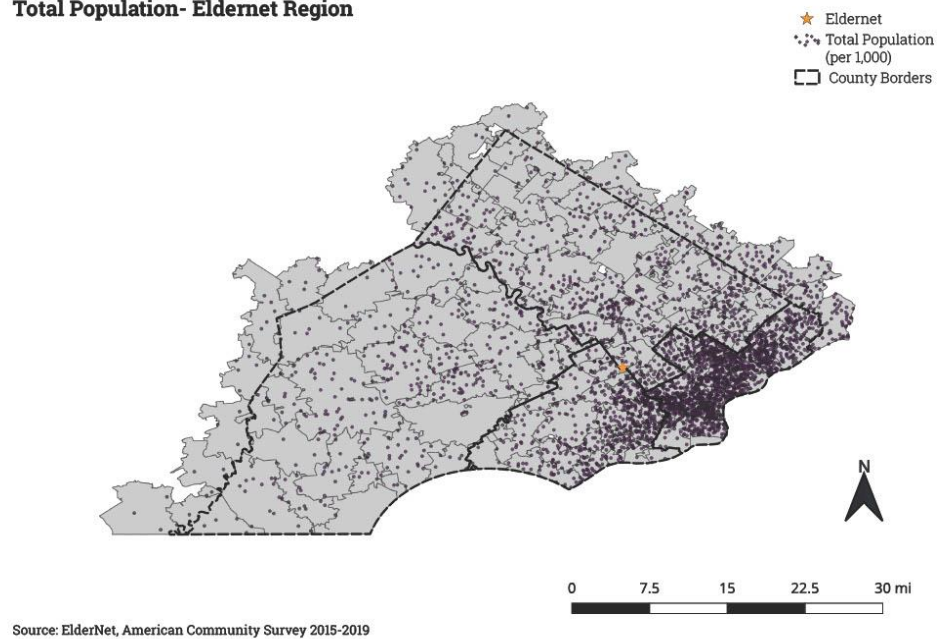 Total Population- Eldernet Region
Eldernet
Total Population
(per 1,000)
County Borders
N
0 7.5 15 22.5 30 mi
Source: ElderNet, American Community Survey 2015-2019